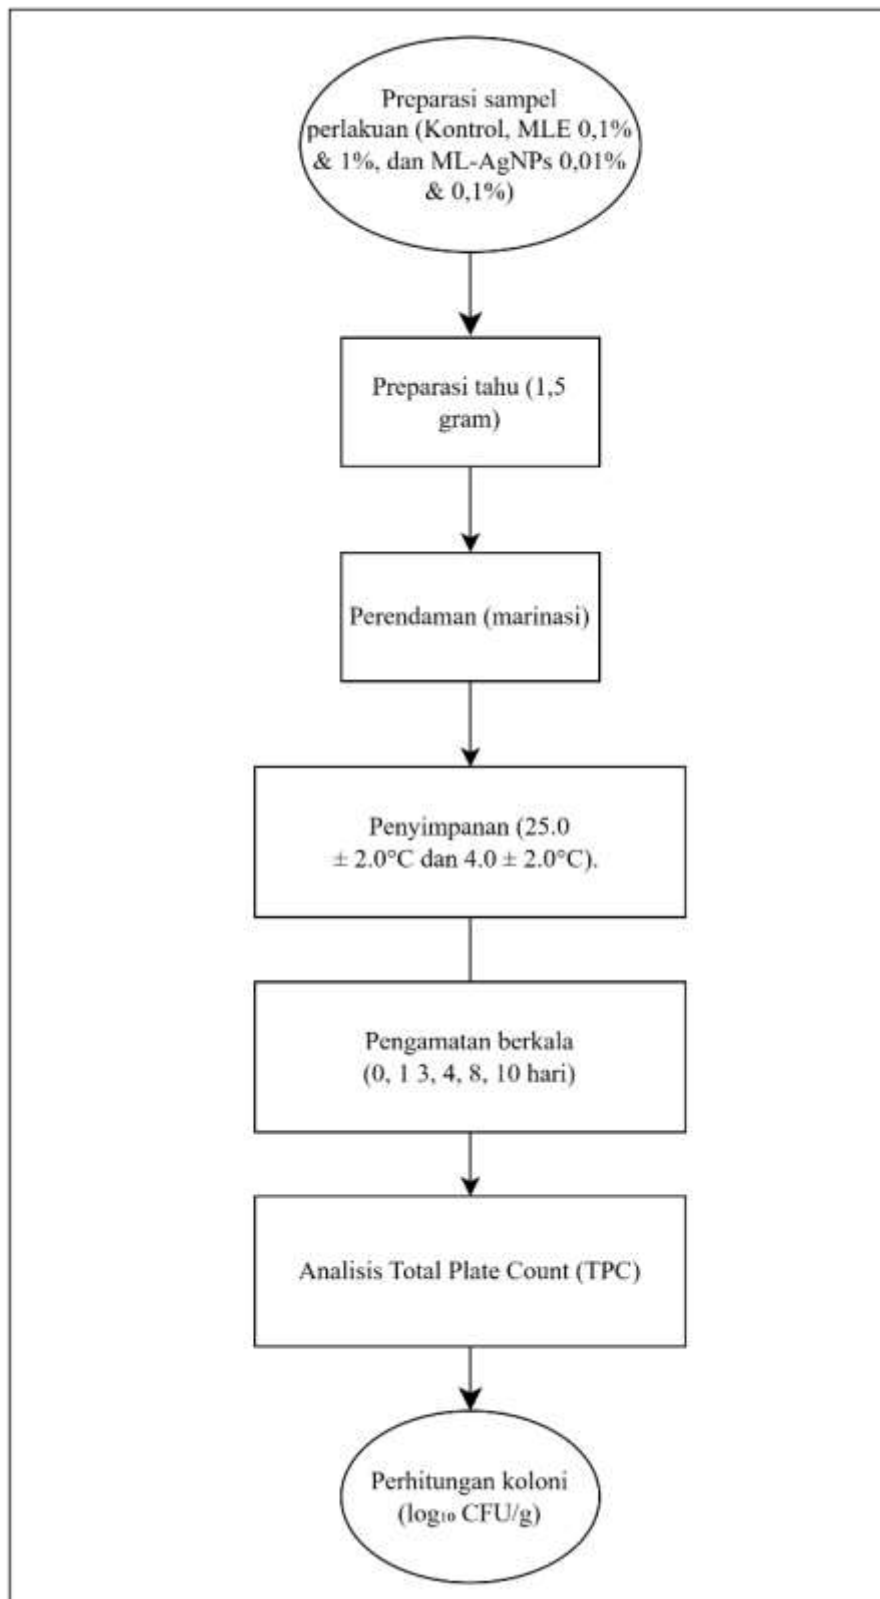 Preparasi sampel
perlakuan (Kontrol, MLE 0,1%
& 1%, dan ML-AgNPs 0,01%
& 0,1%)
Preparasi tahu (1,5
gram)
Perendaman (marinasi)
Penyimpanan (25.0
± 2.0°C dan 4.0 ± 2.0°C).
Pengamatan berkala
(0, 1 3, 4, 8, 10 hari)
Analisis Total Plate Count (TPC)
Perhitungan koloni
(log₁₀ CFU/g)